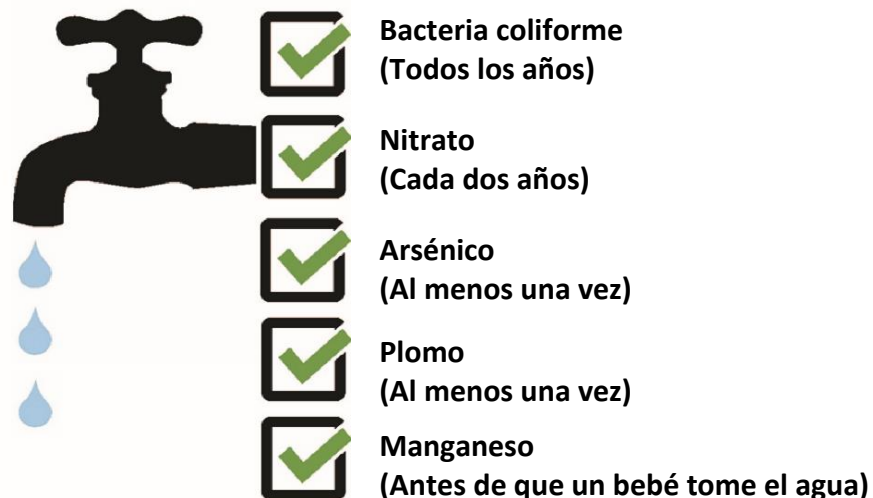 Bacteria coliforme
(Todos los años)
Nitrato
(Cada dos años)
Arsénico
(Al menos una vez)
Plomo
(Al menos una vez)
Manganeso
(Antes de que un bebé tome el agua)